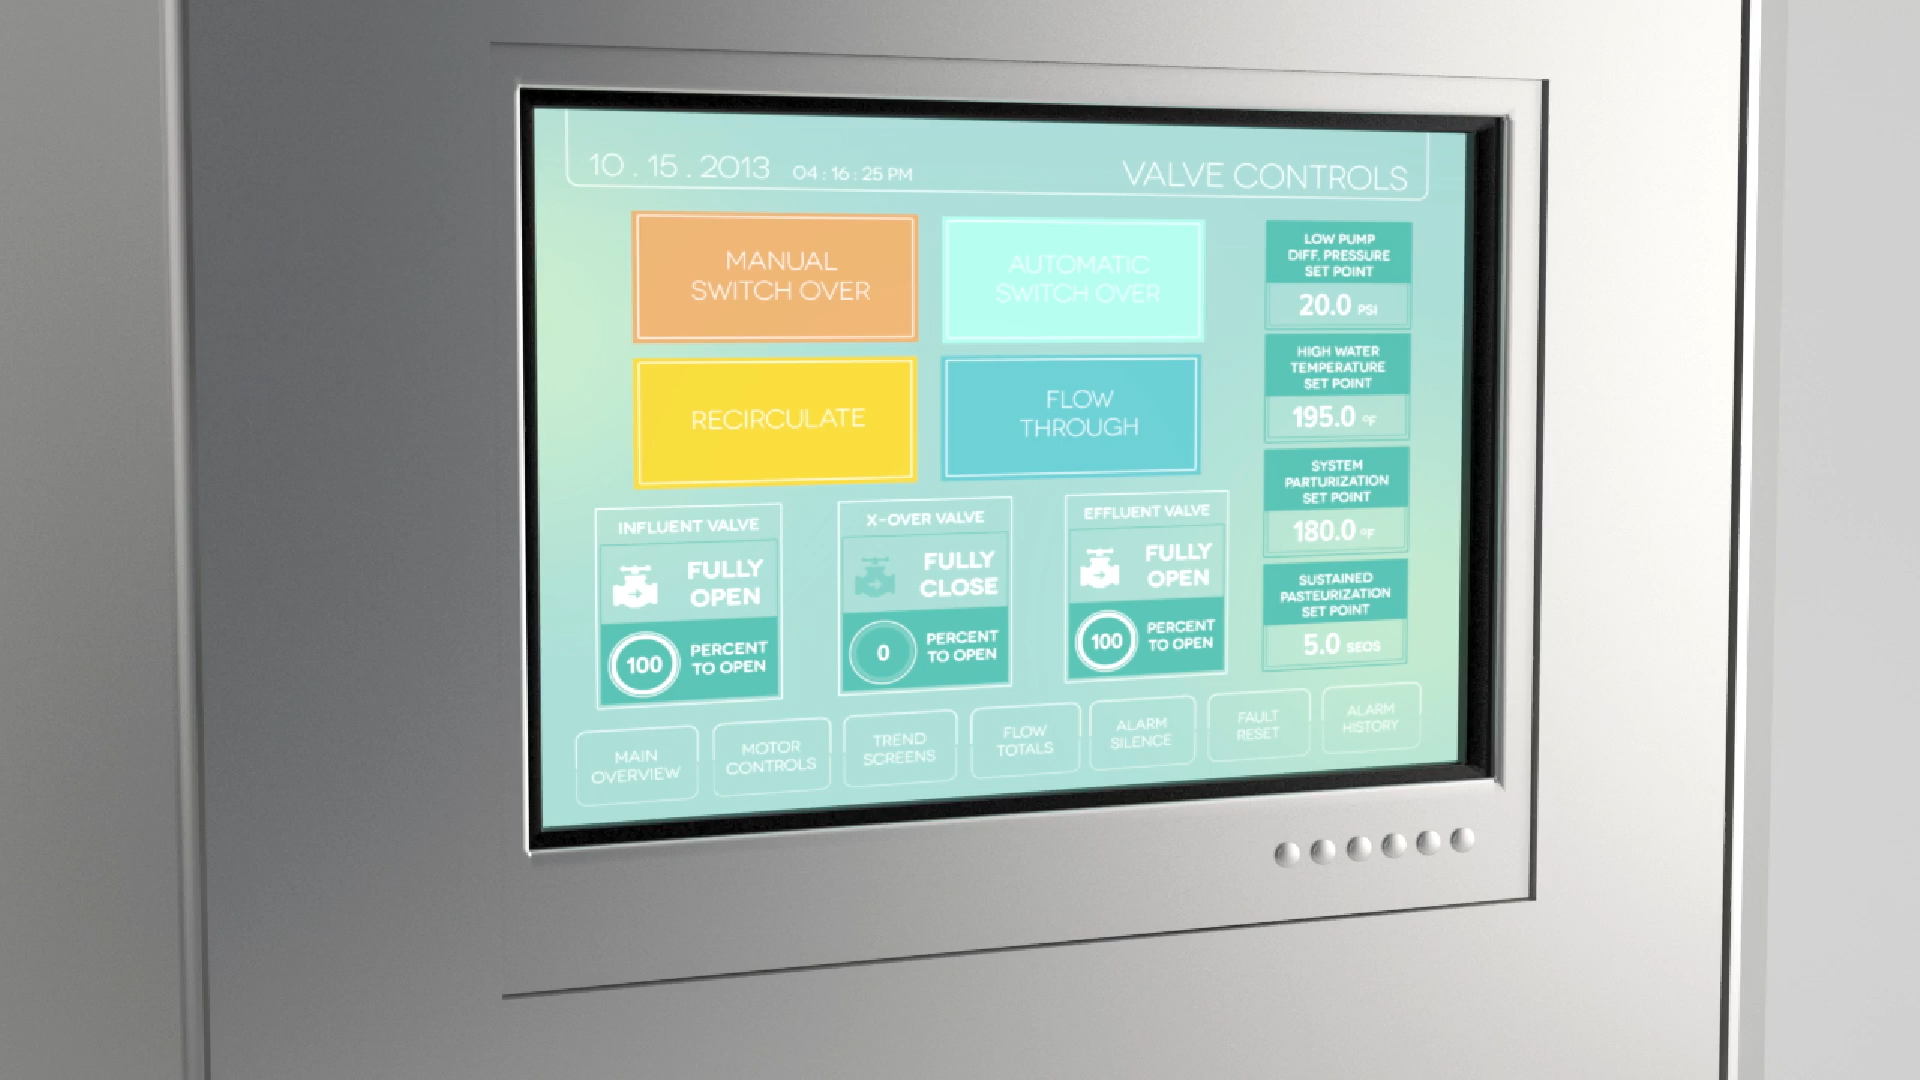 10 . 15 . 2013 04 : 16 : 25 PM
VALVE CONTROLS
MANUAL
SWITCH OVER
AUTOMATIC
SWITCH OVER
RECIRCULATE
FLOW
THROUGH
LOW PUMP
DIFF. PRESSURE
SET POINT
20.0 PSI
HIGH WATER
TEMPERATURE
SET POINT
195.0 °F
SYSTEM
PARTURIZATION
SET POINT
180.0 °F
SUSTAINED
PASTEURIZATION
SET POINT
5.0 SEOS
INFLUENT VALVE
FULLY
OPEN
100
PERCENT
TO OPEN
X-OVER VALVE
FULLY
CLOSE
0
PERCENT
TO OPEN
EFFLUENT VALVE
FULLY
OPEN
100
PERCENT
TO OPEN
MAIN
OVERVIEW
MOTOR
CONTROLS
TREND
SCREENS
FLOW
TOTALS
ALARM
SILENCE
FAULT
RESET
ALARM
HISTORY